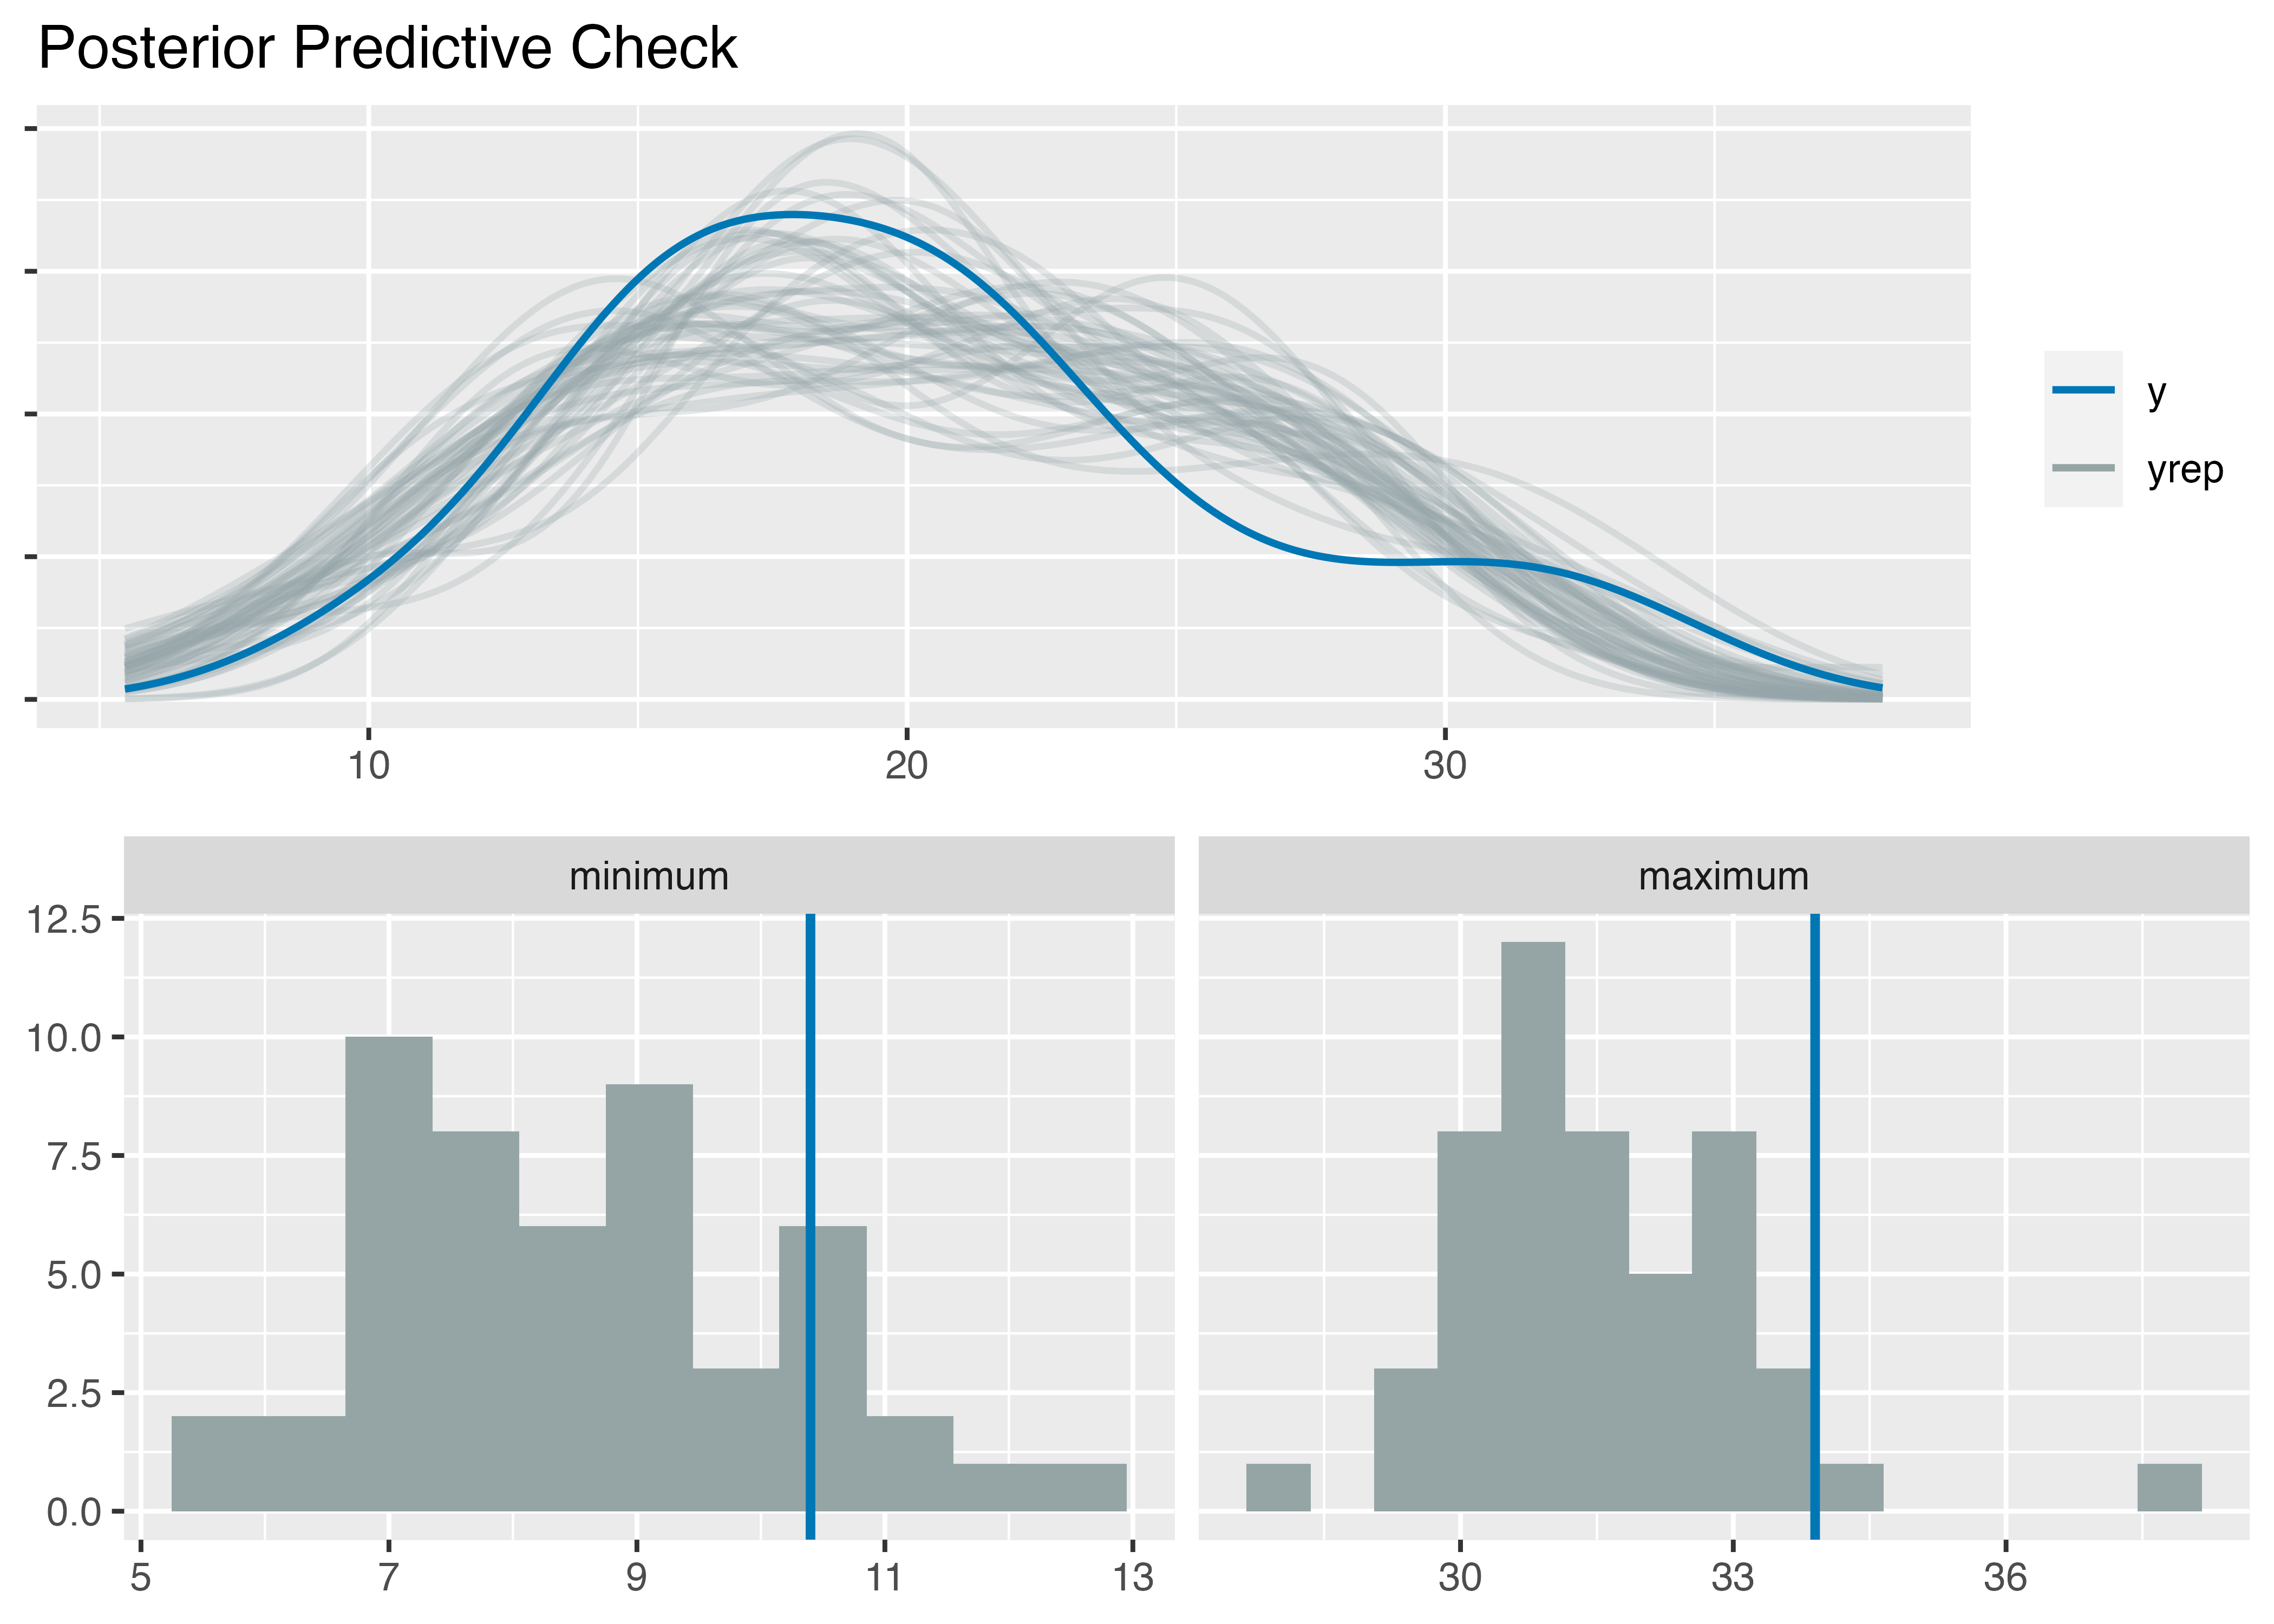 Posterior Predictive Check
y
yrep
10 20 30
minimum maximum
12.5
10.0
7.5
5.0
2.5
0.0
5 7 9 11 13 30 33 36